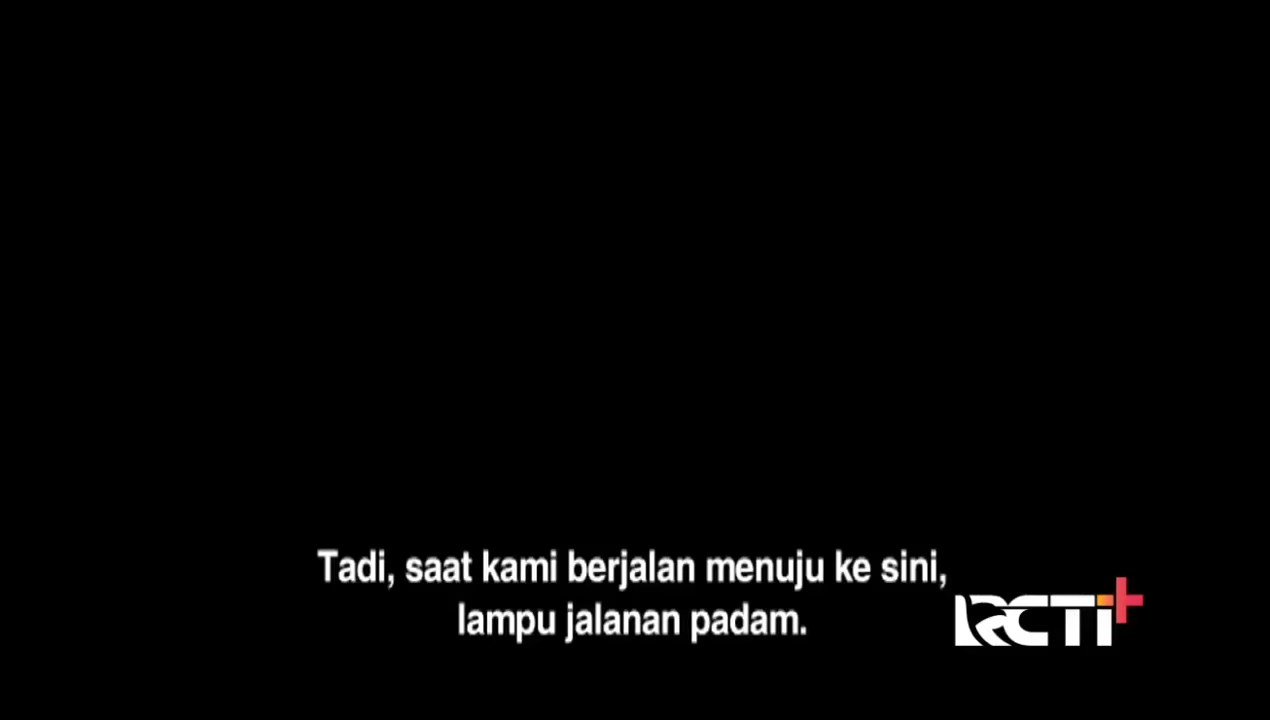 Tadi, saat kami berjalan menuju ke sini,
lampu jalanan padam.
RCTI+